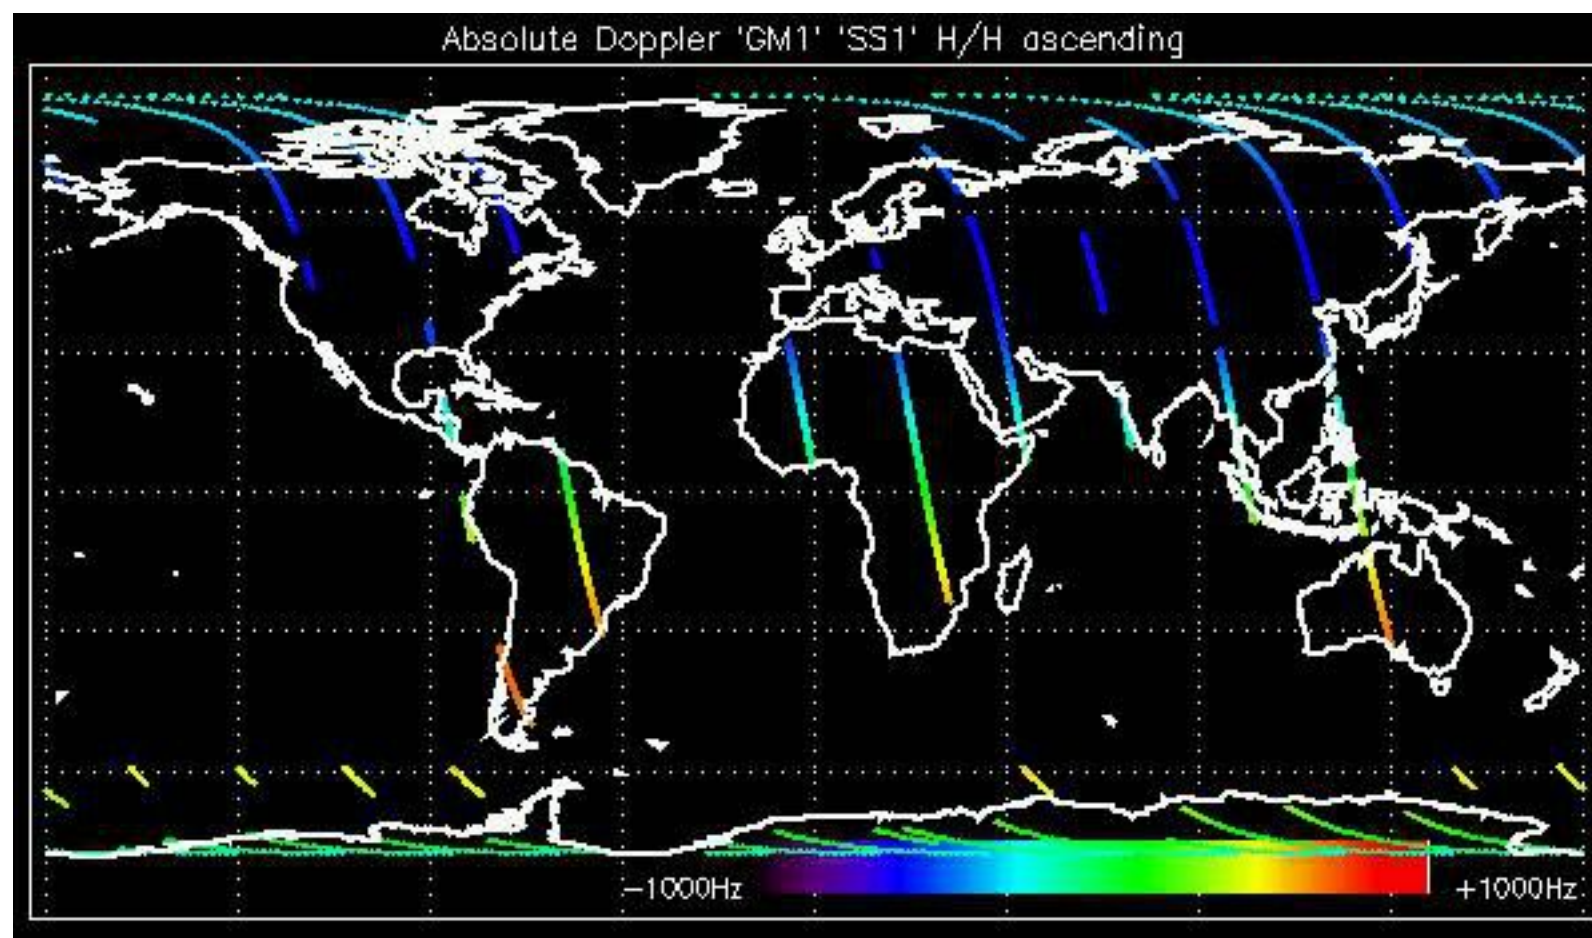 Absolute Doppler 'GM1' 'SS1' H/H ascending
-1000Hz
+1000Hz